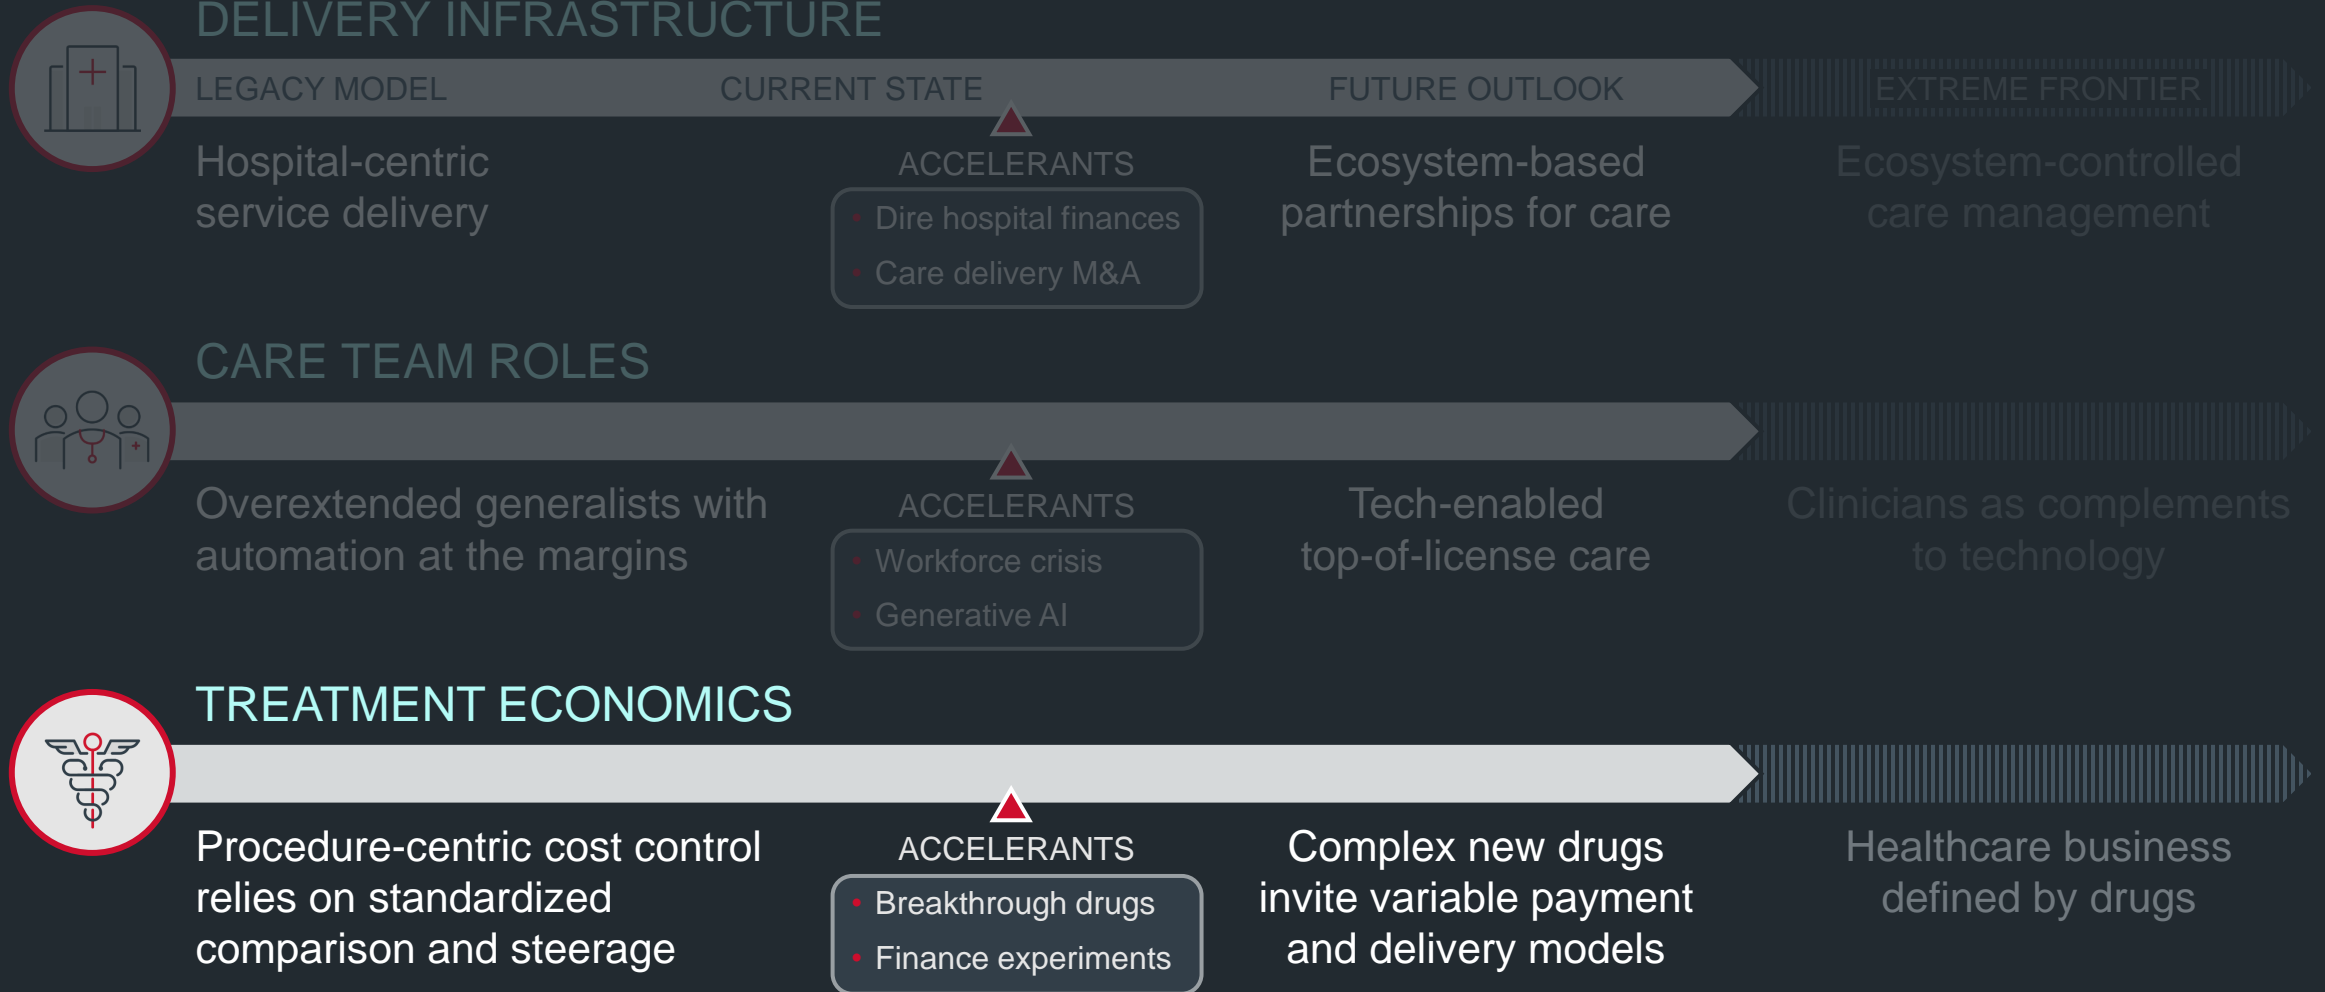 DELIVERY INFRASTRUCTURE
LEGACY MODEL
CURRENT STATE
FUTURE OUTLOOK
EXTREME FRONTIER
Hospital-centric
service delivery
ACCELERANTS
• Dire hospital finances
• Care delivery M&A
Ecosystem-based
partnerships for care
Ecosystem-controlled
care management
CARE TEAM ROLES
Overextended generalists with
automation at the margins
ACCELERANTS
• Workforce crisis
• Generative AI
Tech-enabled
top-of-license care
Clinicians as complements
to technology
TREATMENT ECONOMICS
Procedure-centric cost control
relies on standardized
comparison and steerage
ACCELERANTS
• Breakthrough drugs
• Finance experiments
Complex new drugs
invite variable payment
and delivery models
Healthcare business
defined by drugs